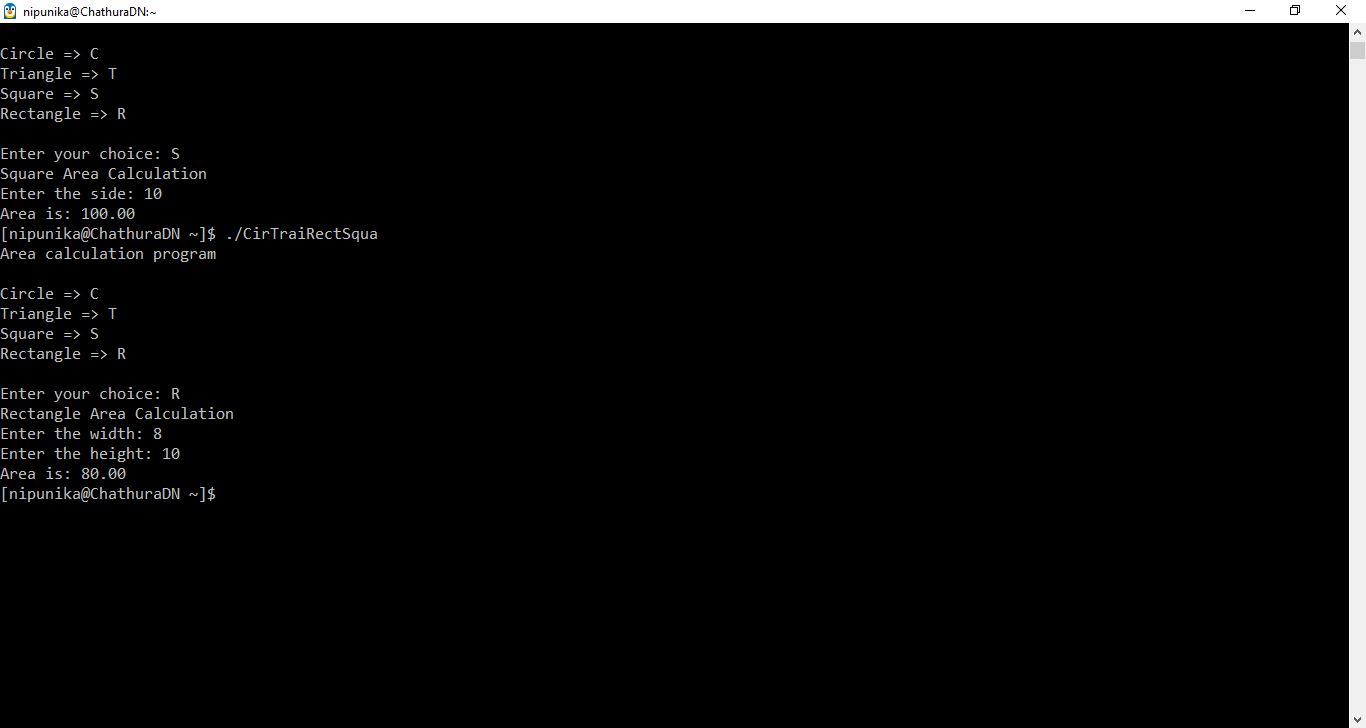 nipunika@ChathuraDN:~
Circle => C
Triangle => T
Square => S
Rectangle => R
Enter your choice: S
Square Area Calculation
Enter the side: 10
Area is: 100.00
[nipunika@ChathuraDN ~]$ ./CirTraiRectSqua
Area calculation program
Circle => C
Triangle => T
Square => S
Rectangle => R
Enter your choice: R
Rectangle Area Calculation
Enter the width: 8
Enter the height: 10
Area is: 80.00
[nipunika@ChathuraDN ~]$